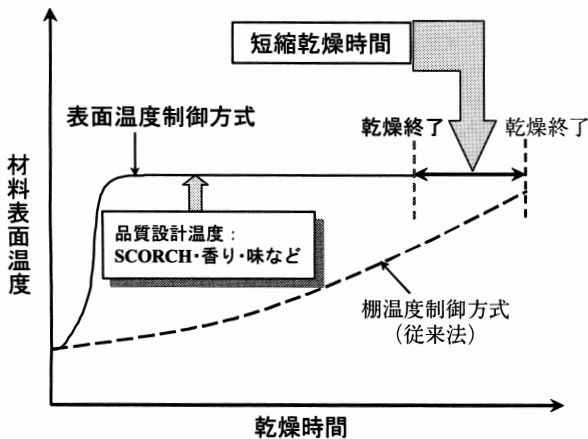 短縮乾燥時間
表面温度制御方式
乾燥終了
乾燥終了
材料表面温度
品質設計温度：
SCORCH・香り・味など
棚温度制御方式
（従来法）
乾燥時間